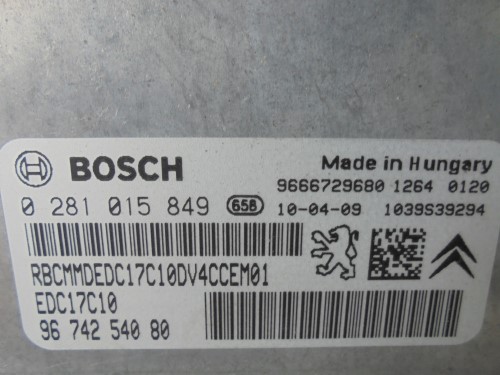 BOSCH
Made in Hungary
9666729680 1264 0120
0 281 015 849 658 10-04-09 1039S39294
RBCMMDEDC17C10DV4CCEM01
EDC17C10
96 742 540 80